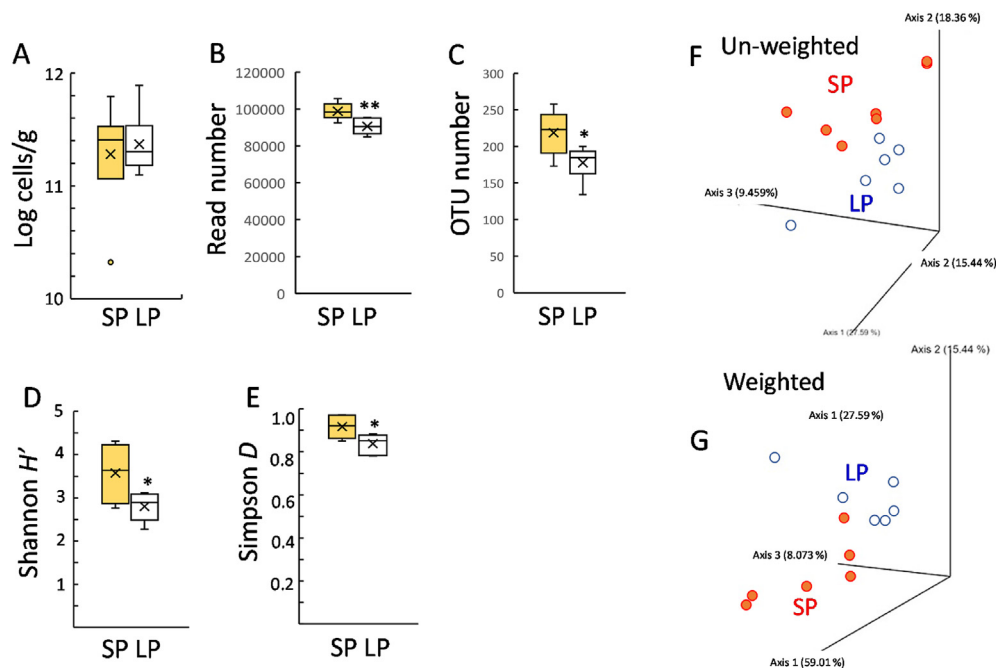 A
Log cells/g
12
11
10
SP LP
B
Read number
120000
100000
80000
60000
40000
20000
0
**
SP LP
C
OTU number
300
250
200
150
100
50
0
*
SP LP
D
Shannon H'
5
4
3
2
1
*
SP LP
E
Simpson D
1.0
0.8
0.6
0.4
0.2
*
SP LP
F
Un-weighted
Axis 2 (18.36 %)
SP
LP
Axis 3 (9.459%)
Axis 2 (15.44 %)
Axis 1 (27.59 %)
G
Weighted
Axis 2 (15.44 %)
Axis 1 (27.59 %)
LP
Axis 3 (8.073 %)
SP
Axis 1 (59.01 %)